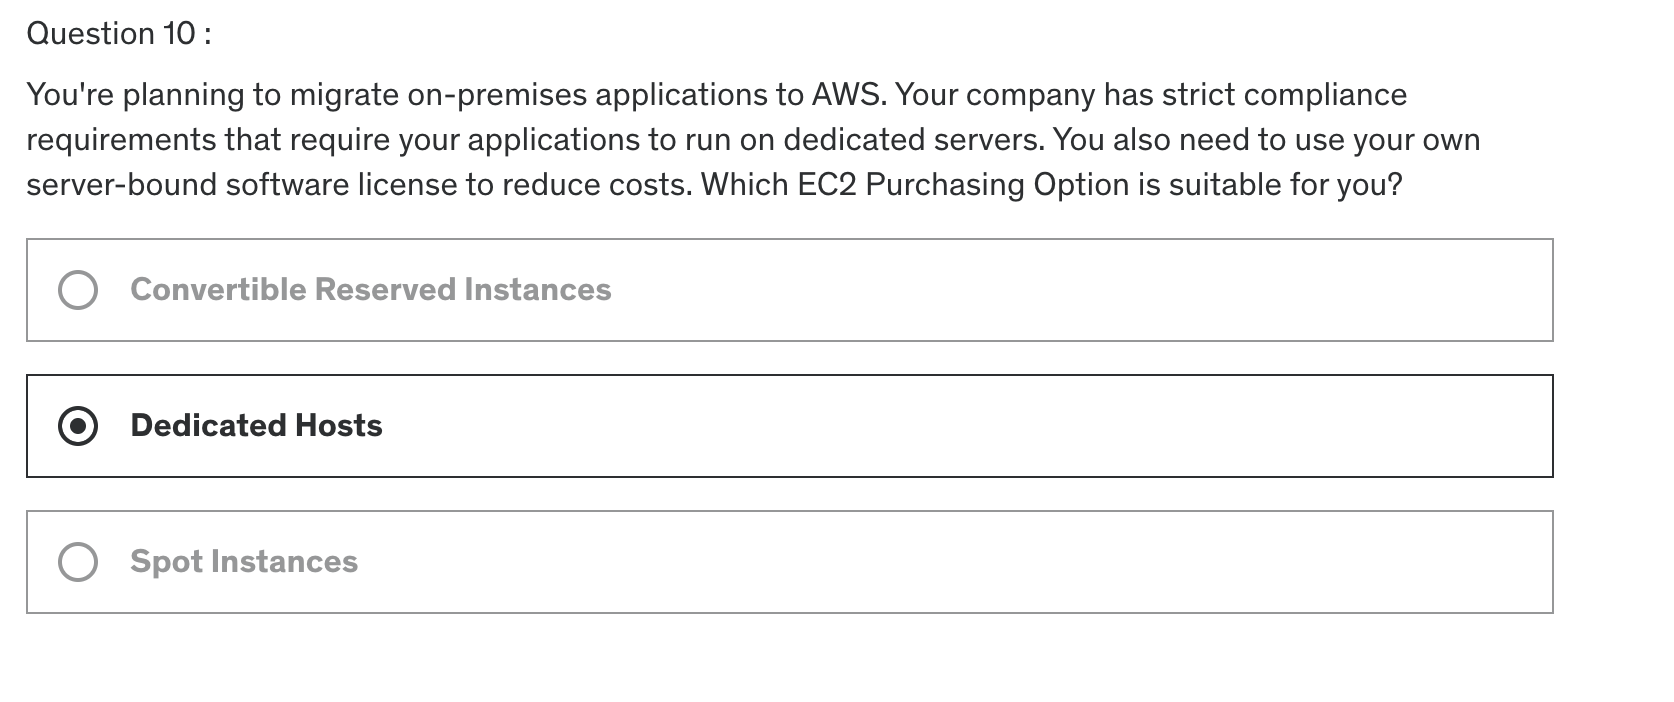 Question 10 :
You're planning to migrate on-premises applications to AWS. Your company has strict compliance
requirements that require your applications to run on dedicated servers. You also need to use your own
server-bound software license to reduce costs. Which EC2 Purchasing Option is suitable for you?
Convertible Reserved Instances
Dedicated Hosts
Spot Instances